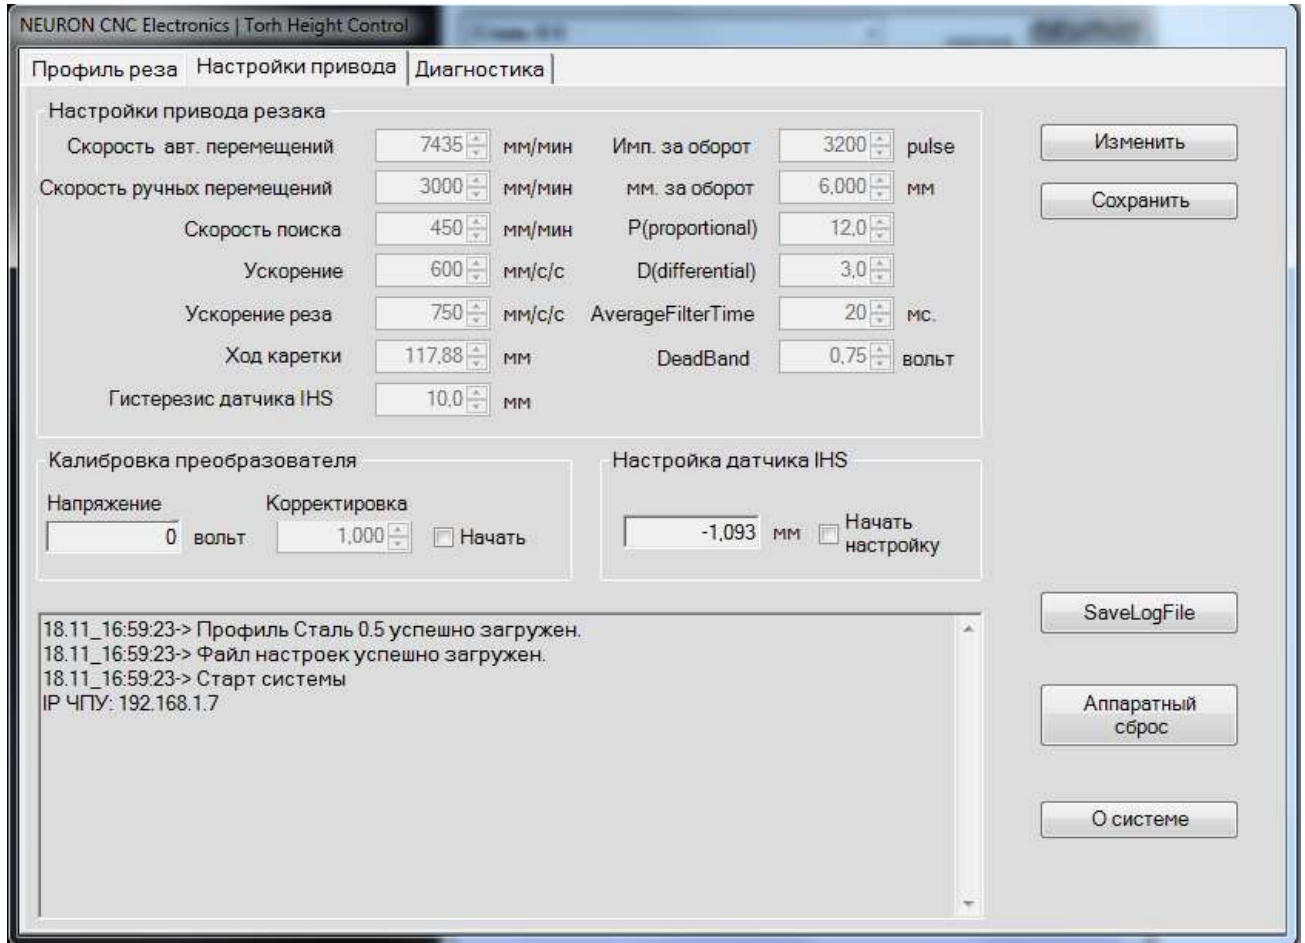 NEURON CNC Electronics | Torh Height Control
Профиль реза Настройки привода Диагностика
Настройки привода резака
Скорость авт. перемещений 7435 мм/мин Имп. за оборот 3200 pulse
Скорость ручных перемещений 3000 мм/мин мм. за оборот 6,000 мм
Скорость поиска 450 мм/мин P(proportional) 12,0
Ускорение 600 мм/с/с D(differential) 3,0
Ускорение реза 750 мм/с/с AverageFilterTime 20 мс.
Ход каретки 117,88 мм DeadBand 0,75 вольт
Гистерезис датчика IHS 10,0 мм
Изменить
Сохранить
Калибровка преобразователя
Напряжение Корректировка
0 вольт 1,000 Начать
Настройка датчика IHS
-1,093 мм Начать
настройку
18.11_16:59:23-> Профиль Сталь 0.5 успешно загружен.
18.11_16:59:23-> Файл настроек успешно загружен.
18.11_16:59:23-> Старт системы
IP ЧПУ: 192.168.1.7
SaveLogFile
Аппаратный
сброс
О системе